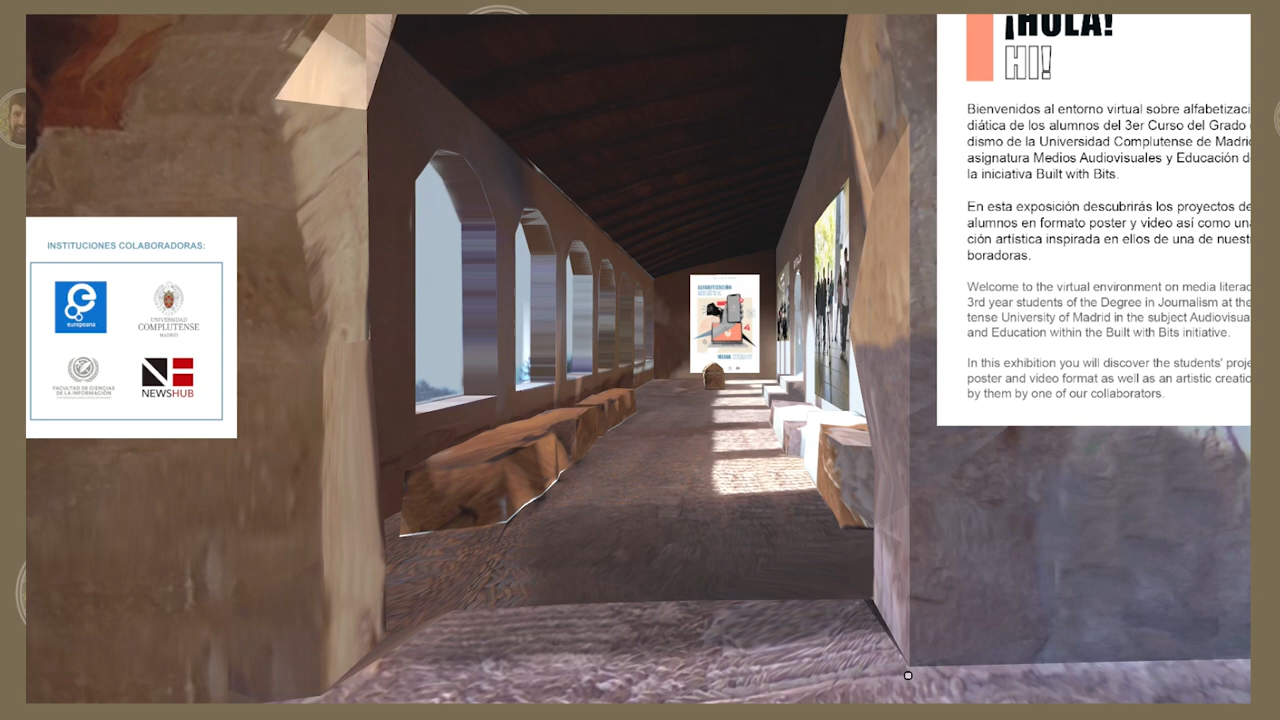 INSTITUCIONES COLABORADORAS:
europeana
UNIVERSIDAD
COMPLUTENSE
MADRID
FACULTAD DE CIENCIAS
DE LA INFORMACIÓN
NEWSHUB
ALFABETIZACIÓN
¡HOLA!
HI!
Bienvenidos al entorno virtual sobre alfabetizaci
diática de los alumnos del 3er Curso del Grado
dismo de la Universidad Complutense de Madri
asignatura Medios Audiovisuales y Educación d
la iniciativa Built with Bits.
En esta exposición descubrirás los proyectos de
alumnos en formato poster y video así como una
ción artística inspirada en ellos de una de nuest
boradoras.
Welcome to the virtual environment on media literac
3rd year students of the Degree in Journalism at the
tense University of Madrid in the subject Audiovisua
and Education within the Built with Bits initiative.
In this exhibition you will discover the students' proje
poster and video format as well as an artistic creatio
by them by one of our collaborators.